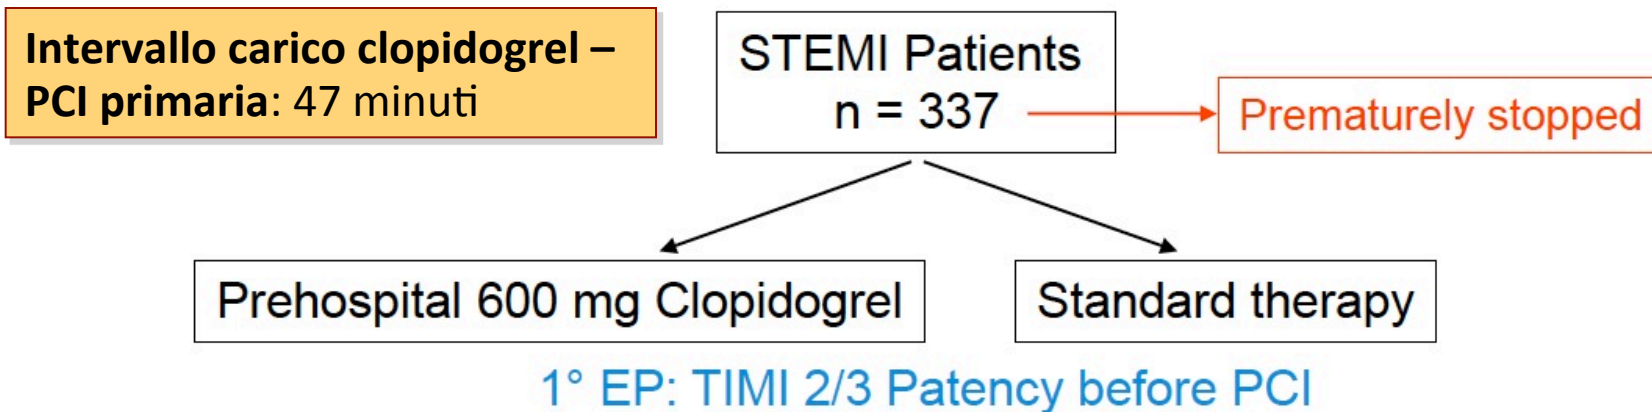 Intervallo carico clopidogrel –
PCI primaria: 47 minuti
STEMI Patients
n = 337
Prematurely stopped
Prehospital 600 mg Clopidogrel
Standard therapy
1° EP: TIMI 2/3 Patency before PCI